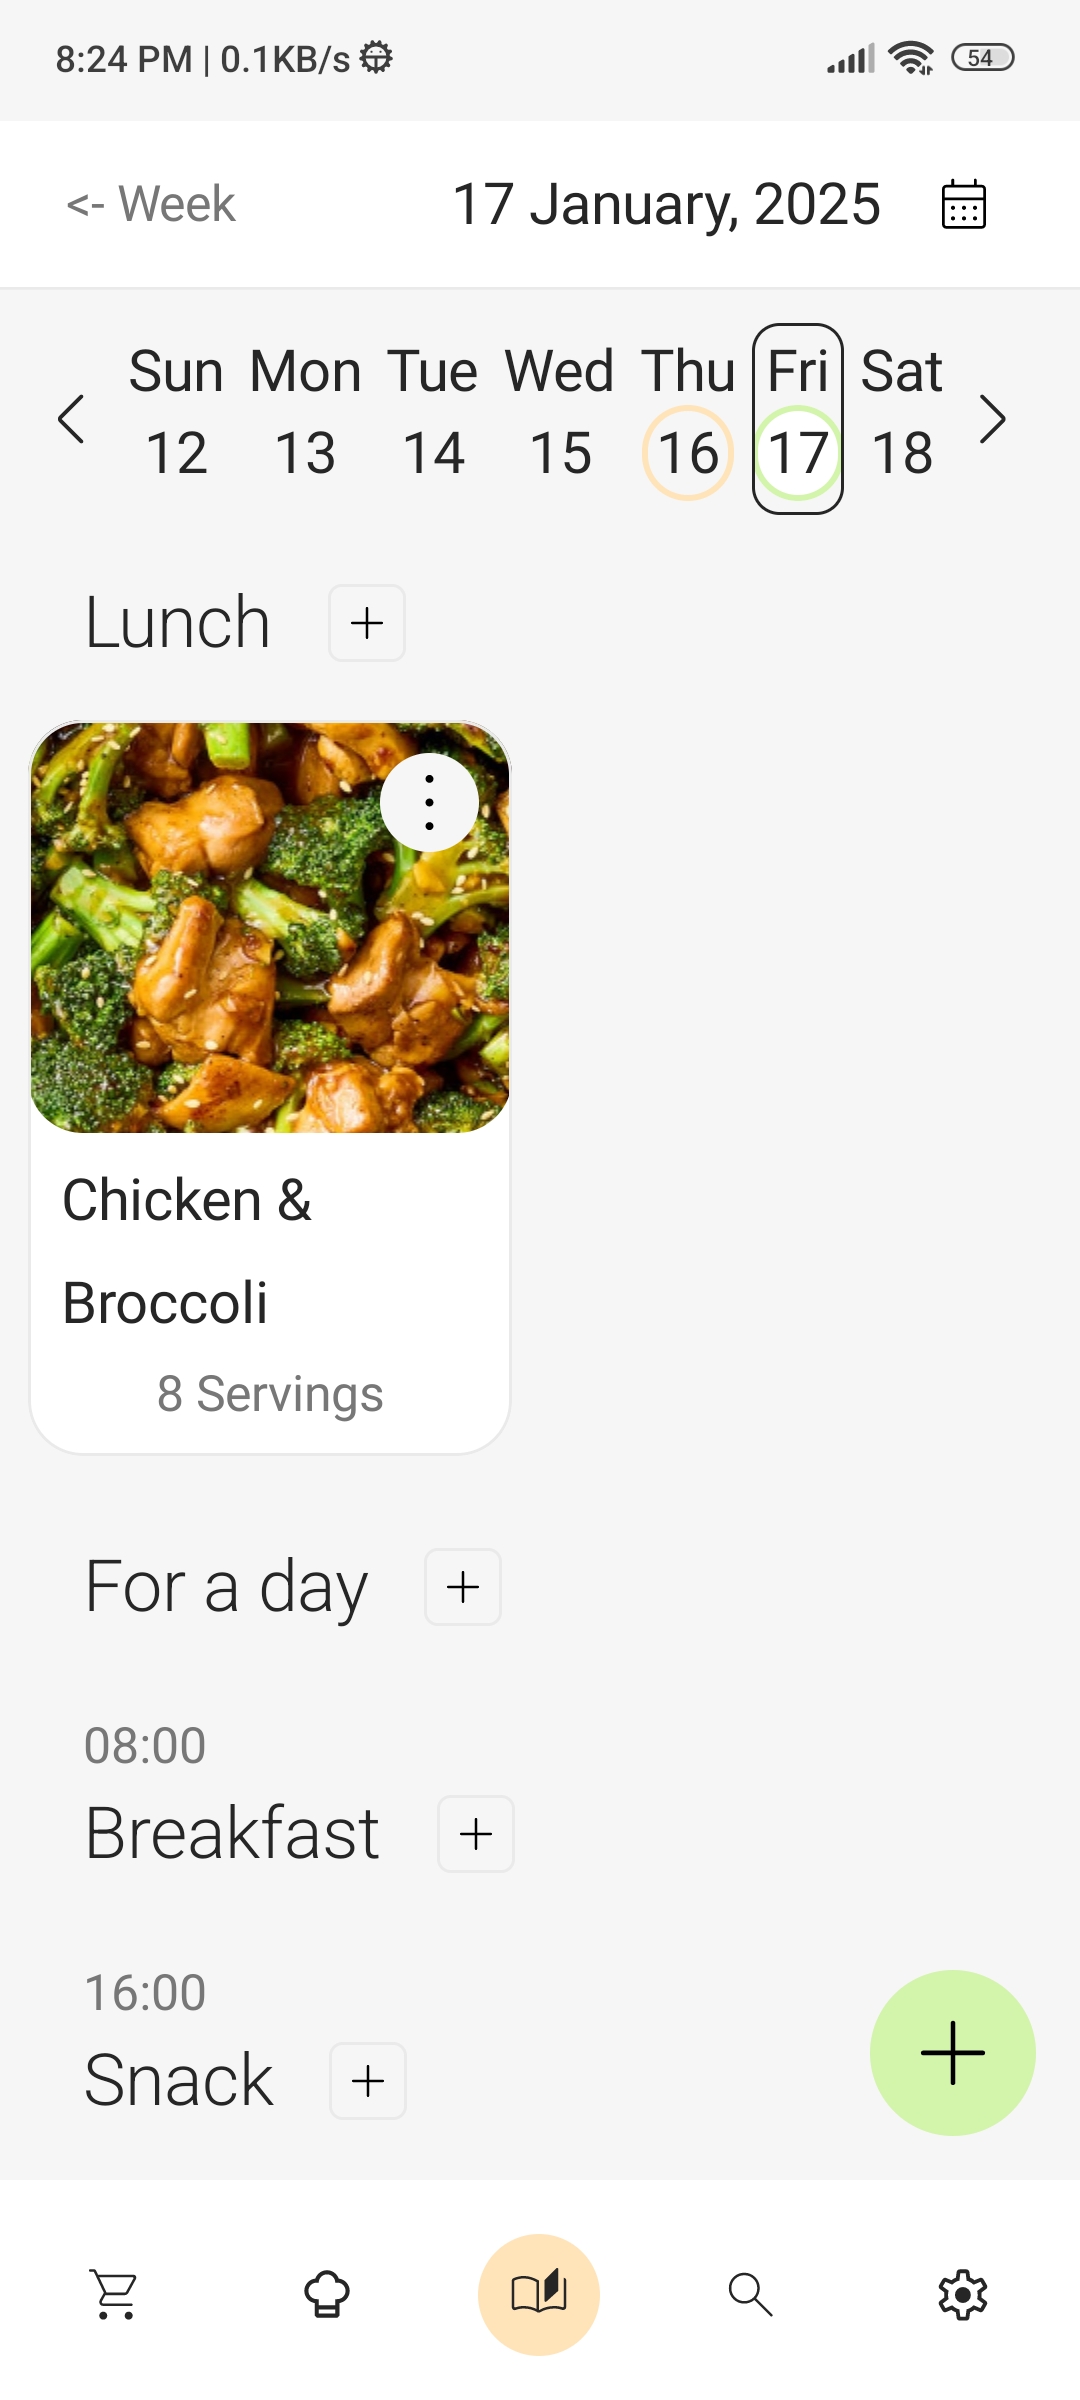 8:24 PM | 0.1KB/s
54
<- Week
17 January, 2025
Sun Mon Tue Wed Thu Fri Sat
12 13 14 15 16 17 18
Lunch
Chicken &
Broccoli
8 Servings
For a day
08:00
Breakfast
16:00
Snack